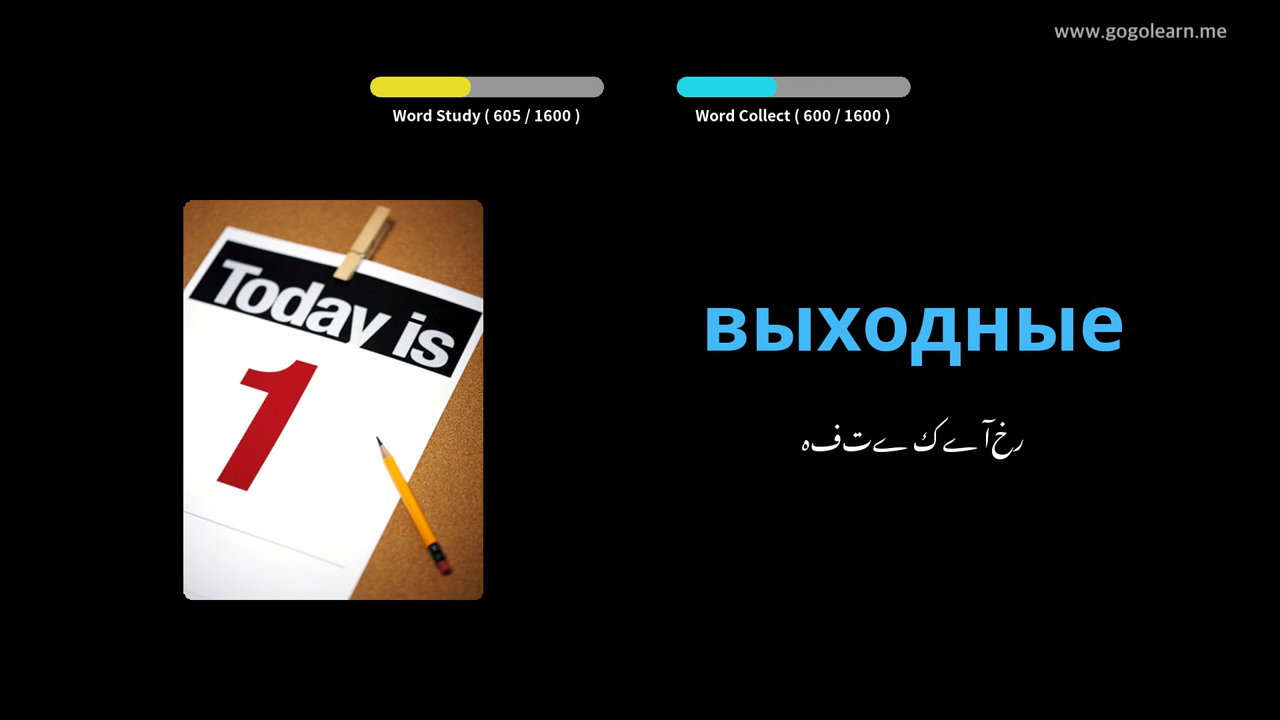 www.gogolearn.me
Word Study ( 605 / 1600 )
Word Collect ( 600 / 1600 )
Today is
1
выходные
ہفتے کے آخر